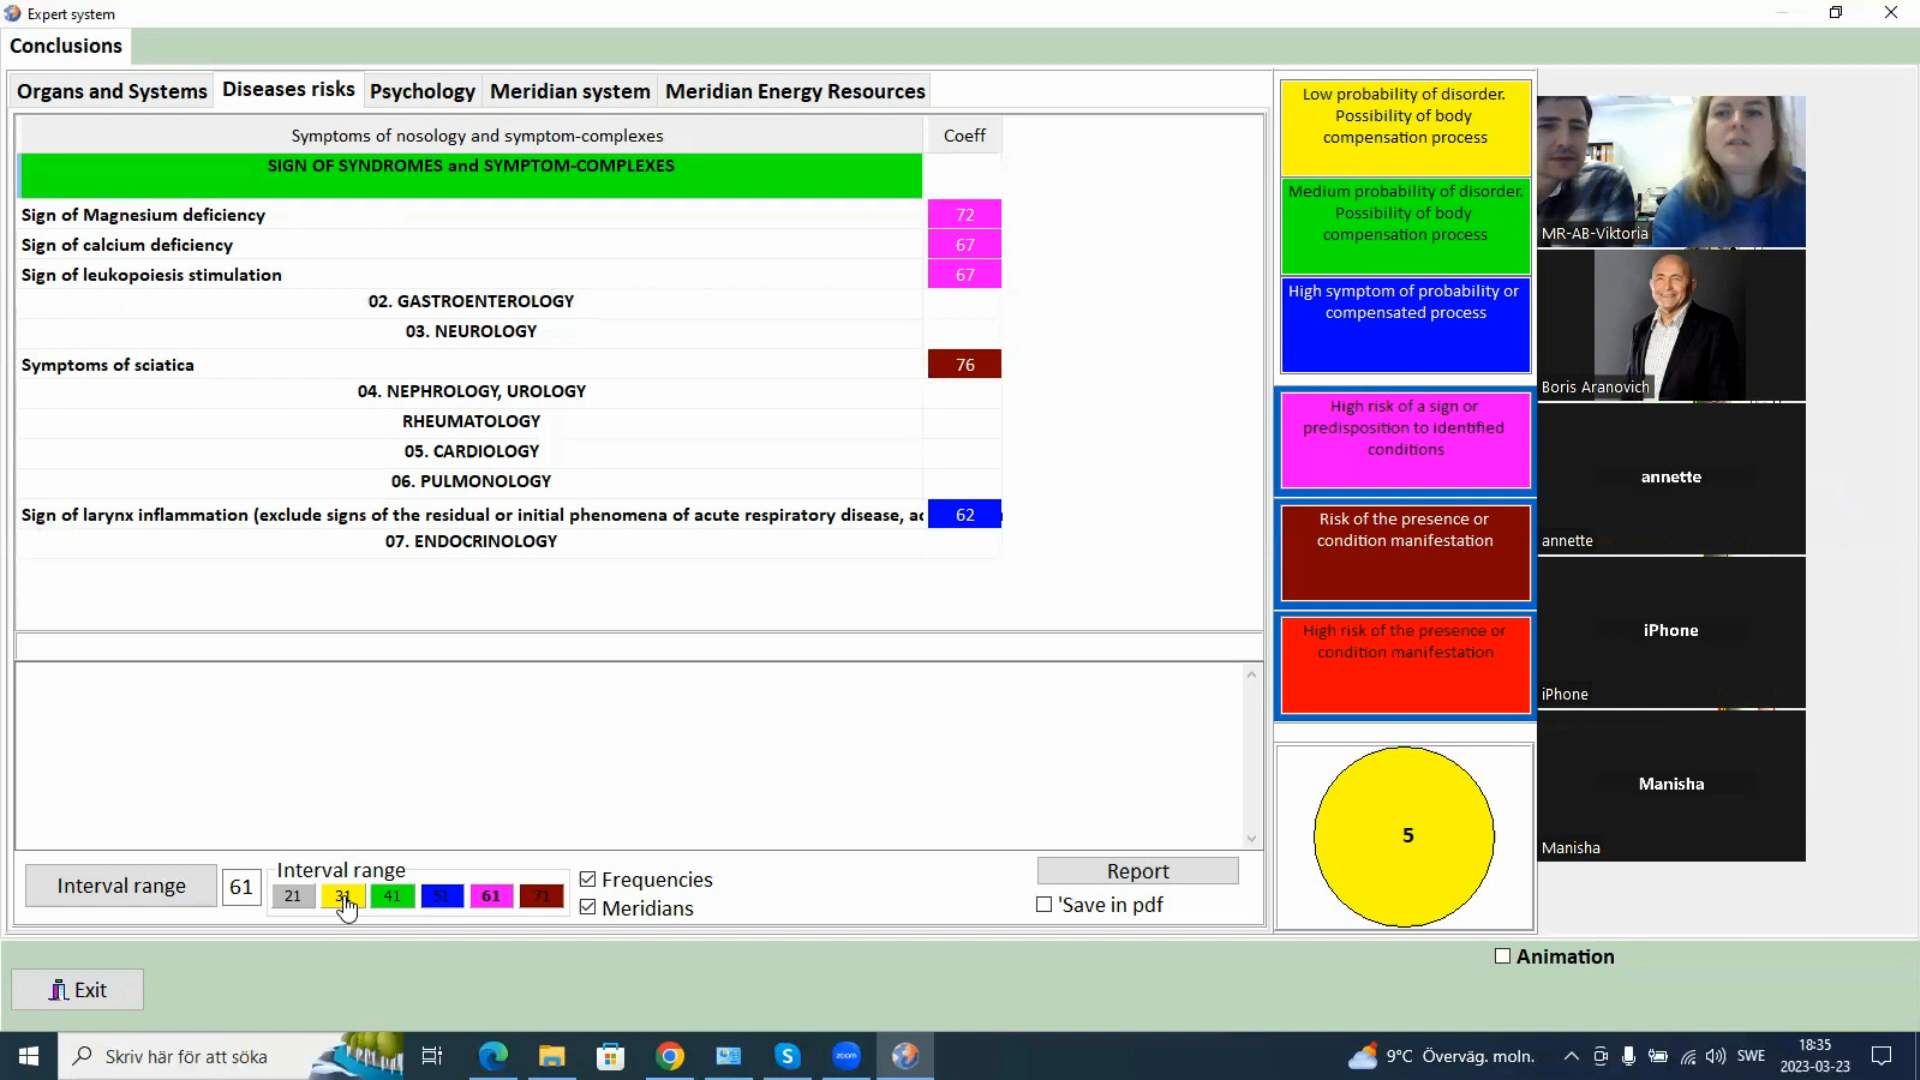 Expert system
Conclusions
Organs and Systems
Diseases risks
Psychology
Meridian system
Meridian Energy Resources
Symptoms of nosology and symptom-complexes
Coeff
SIGN OF SYNDROMES and SYMPTOM-COMPLEXES
Sign of Magnesium deficiency
72
Sign of calcium deficiency
67
Sign of leukopoiesis stimulation
67
02. GASTROENTEROLOGY
03. NEUROLOGY
Symptoms of sciatica
76
04. NEPHROLOGY, UROLOGY
RHEUMATOLOGY
05. CARDIOLOGY
06. PULMONOLOGY
Sign of larynx inflammation (exclude signs of the residual or initial phenomena of acute respiratory disease, ac
62
07. ENDOCRINOLOGY
Low probability of disorder.
Possibility of body
compensation process
Medium probability of disorder.
Possibility of body
compensation process
High symptom of probability or
compensated process
High risk of a sign or
predisposition to identified
conditions
Risk of the presence or
condition manifestation
High risk of the presence or
condition manifestation
5
MR-AB-Viktoria
Boris Aranovich
annette
annette
iPhone
iPhone
Manisha
Manisha
Interval range
61
Interval range
21
31
41
51
61
71
Frequencies
Meridians
Report
'Save in pdf
Animation
Exit
Skriv här för att söka
zoom
9°C Överväg. moln.
SWE
18:35
2023-03-23